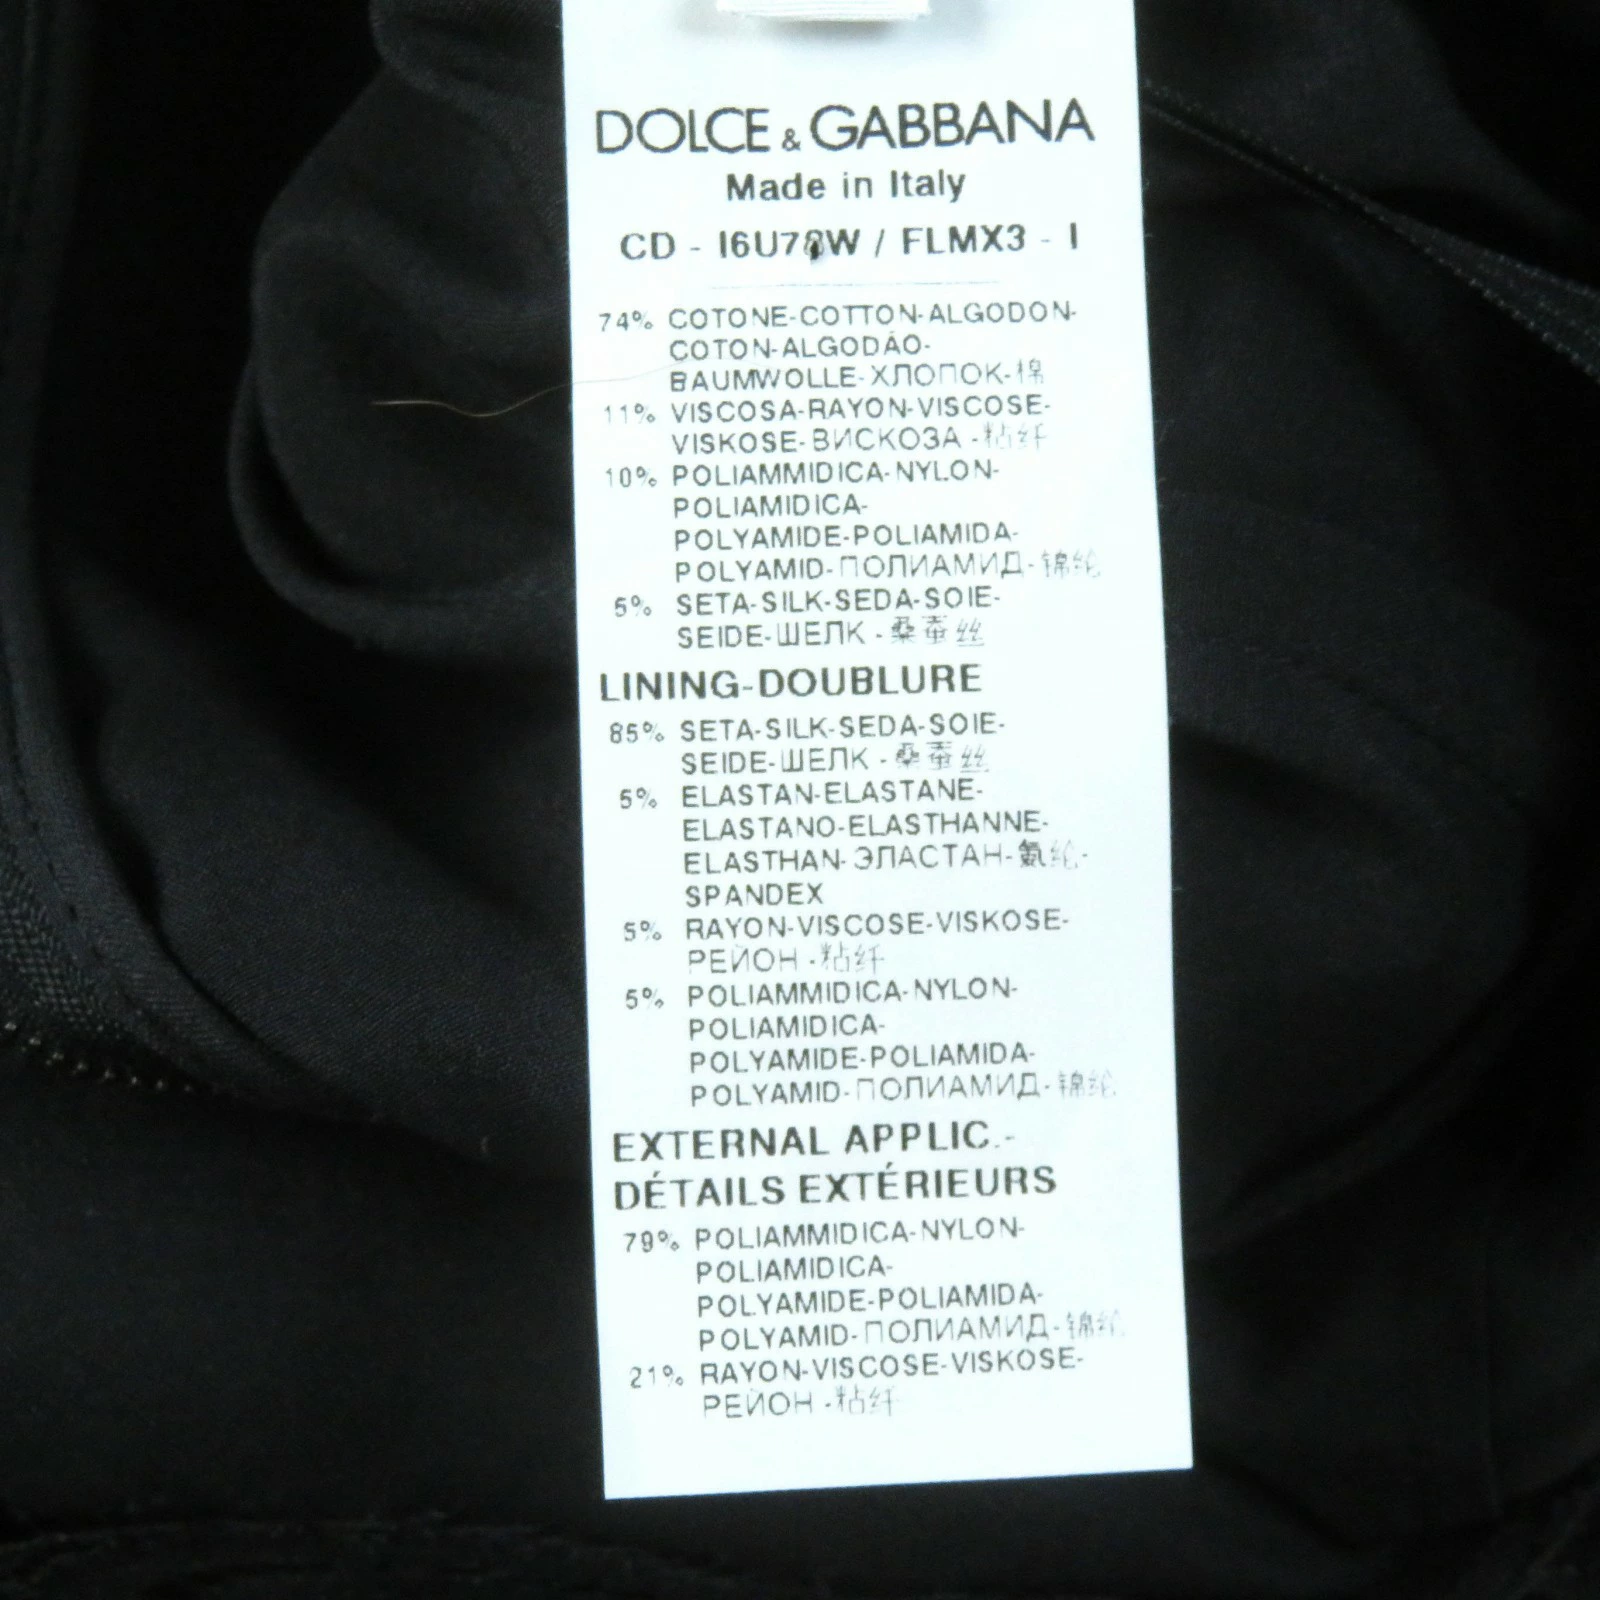 DOLCE & GABBANA
Made in Italy
CD - / FLMX3 - I
74% COTONE-COTTON-ALGODON-
COTON-ALGODÃO-
BAUMWOLLE-ХЛОПОК-棉
11% VISCOSA-RAYON-VISCOSE-
VISKOSE-ВИСКОЗА -粘纤
10% POLIAMMIDICA-NYLON-
POLIAMIDICA-
POLYAMIDE-POLIAMIDA-
POLYAMID-ПОЛИАМИД-锦纶
5% SETA-SILK-SEDA-SOIE-
SEIDE-ШЕЛК -桑蚕丝
LINING-DOUBLURE
85% SETA-SILK-SEDA-SOIE-
SEIDE-ШЕЛК -桑蚕丝
5% ELASTAN-ELASTANE-
ELASTANO-ELASTHANNE-
ELASTHAN-ЭЛАСТАН-氨纶-
SPANDEX
5% RAYON-VISCOSE-VISKOSE-
РЕЙОН -粘纤
5% POLIAMMIDICA-NYLON-
POLIAMIDICA-
POLYAMIDE-POLIAMIDA-
POLYAMID-ПОЛИАМИД-锦纶
EXTERNAL APPLIC.-
DÉTAILS EXTÉRIEURS
79% POLIAMMIDICA-NYLON-
POLIAMIDICA-
POLYAMIDE-POLIAMIDA-
POLYAMID-ПОЛИАМИД-锦纶
21% RAYON-VISCOSE-VISKOSE-
РЕЙОН -粘纤